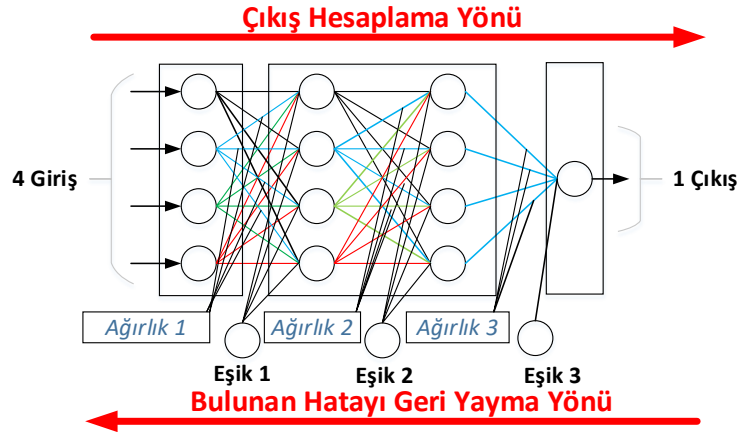 Çıkış Hesaplama Yönü
4 Giriş
1 Çıkış
Ağırlık 1
Ağırlık 2
Ağırlık 3
Eşik 1
Eşik 2
Eşik 3
Bulunan Hatayı Geri Yayma Yönü